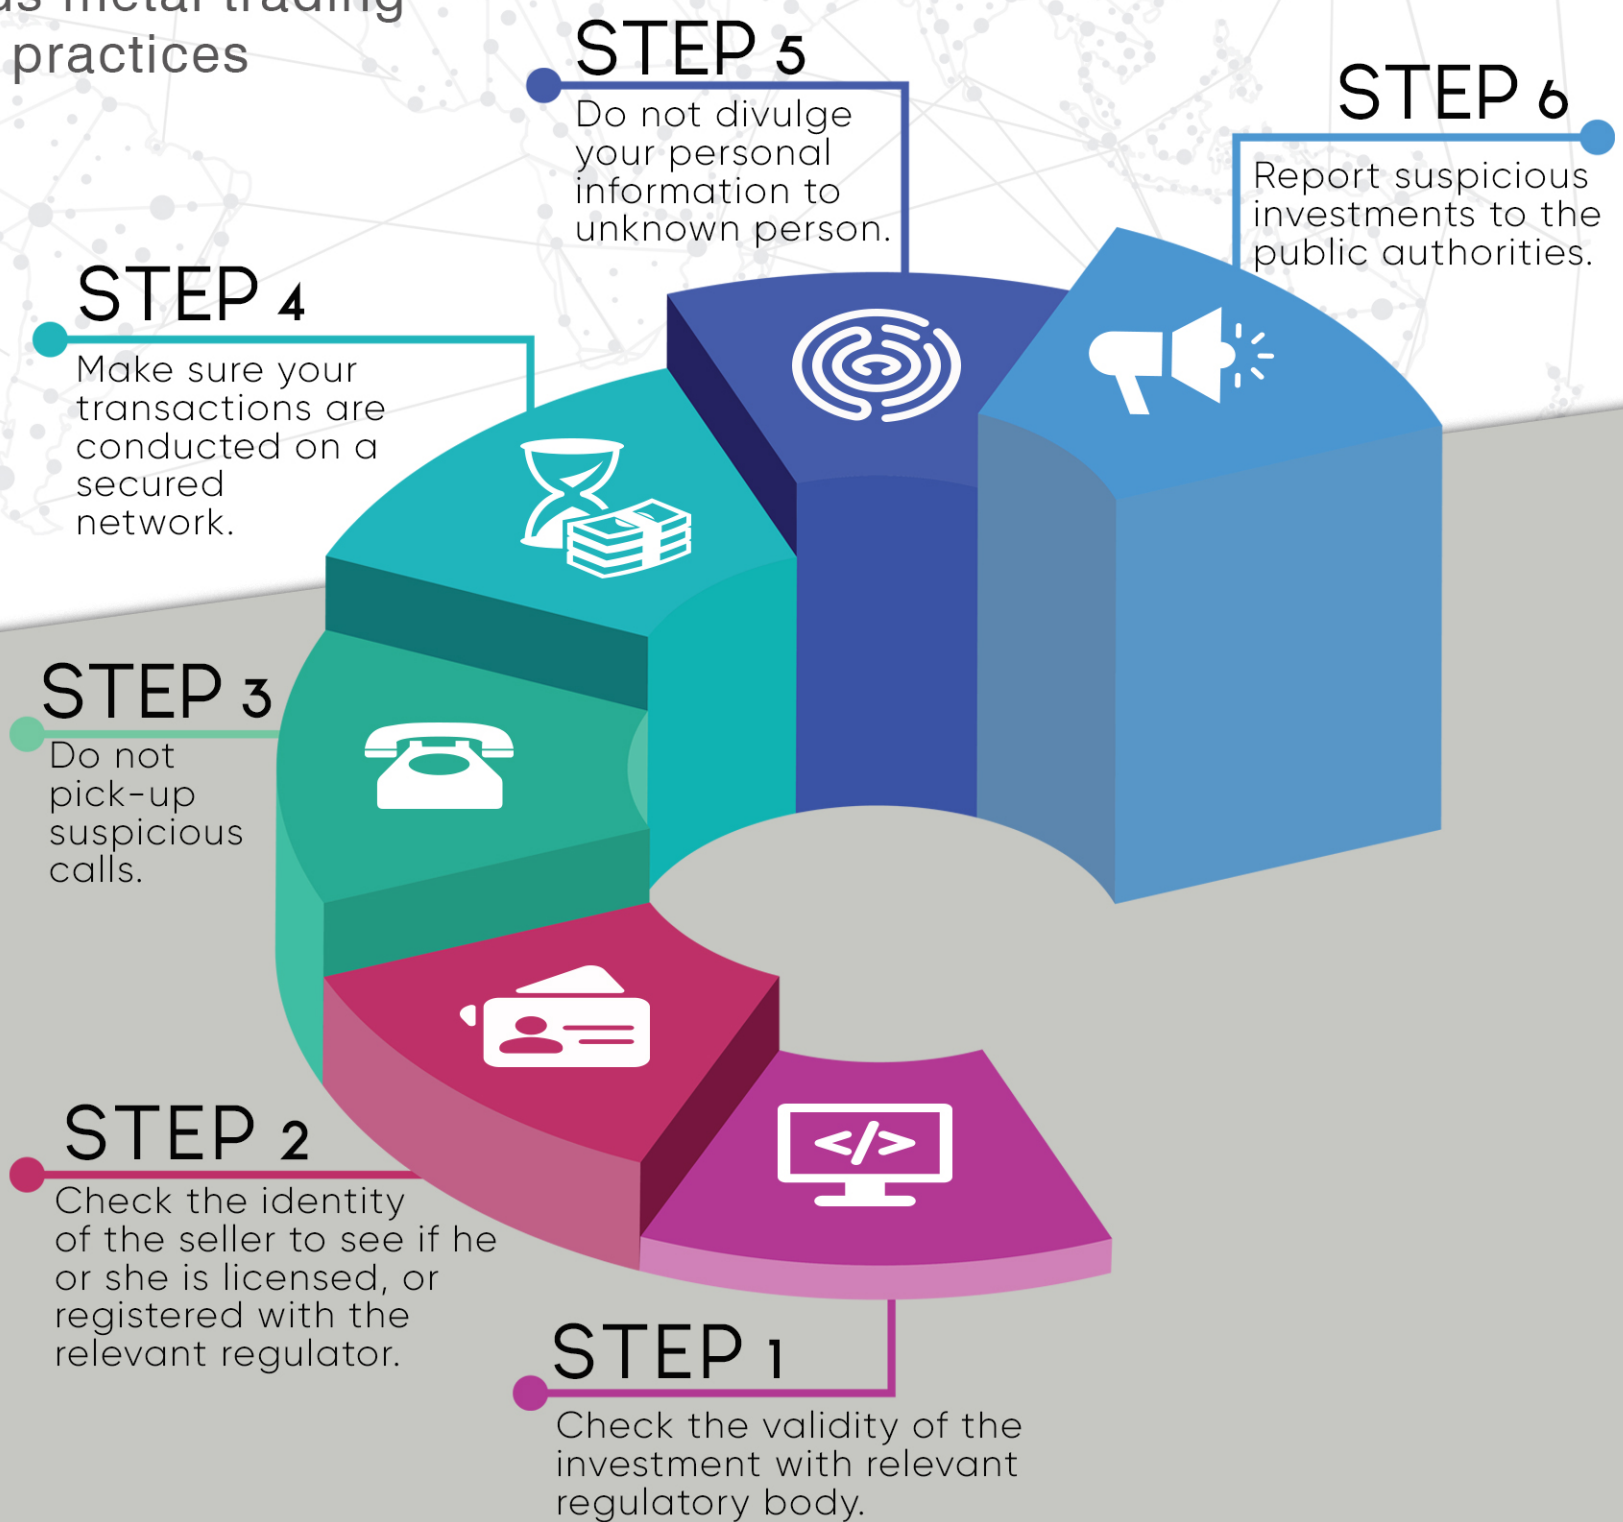 metal trading
practices
STEP 5
Do not divulge
your personal
information to
unknown person.
STEP 6
Report suspicious
investments to the
public authorities.
STEP 4
Make sure your
transactions are
conducted on a
secured
network.
STEP 3
Do not
pick-up
suspicious
calls.
STEP 2
Check the identity
of the seller to see if he
or she is licensed, or
registered with the
relevant regulator.
</>
STEP 1
Check the validity of the
investment with relevant
regulatory body.